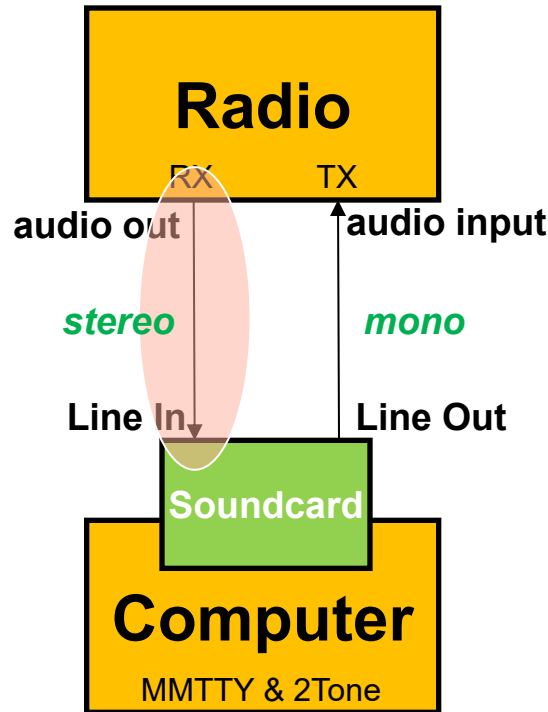 Radio
RX TX
audio out audio input
stereo mono
Line In Line Out
Soundcard
Computer
MMTTY & 2Tone